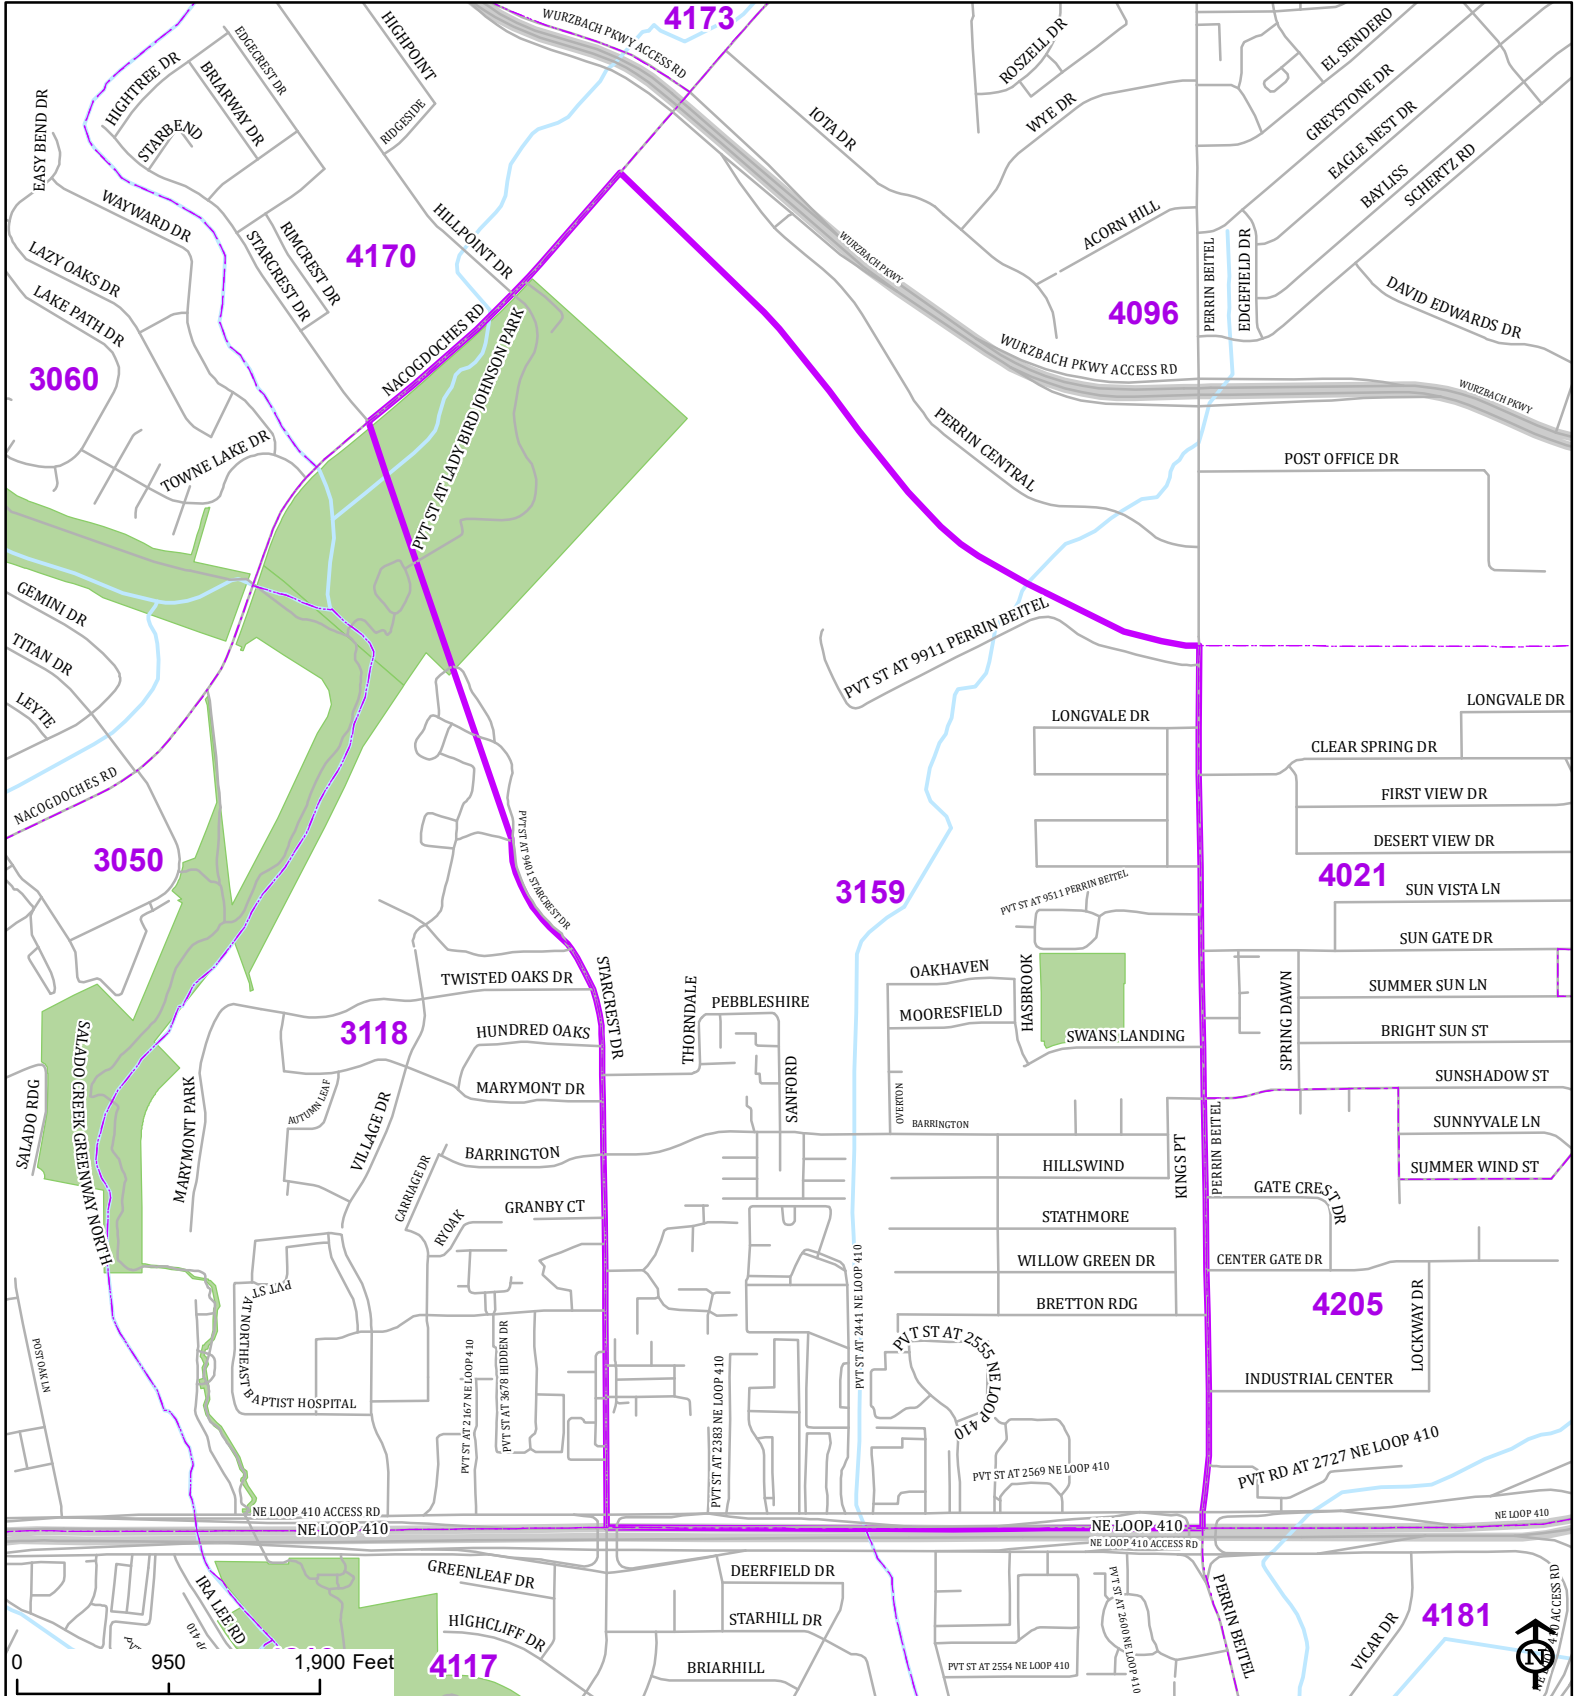 4173
WURZBACH PKWY ACCESS RD
HIGHPOINT
EDGECREST DR
HIGHTREE DR
BRIARWAY DR
STARBEND
RIDGESIDE
EASY BEND DR
ROSZELL DR
WYE DR
IOTA DR
EL SENDERO
GREYSTONE DR
EAGLE NEST DR
BAYLISS
SCHERTZ RD
WAYWARD DR
LAZY OAKS DR
LAKE PATH DR
STARCREST DR
RIMCREST DR
4170
HILLPOINT DR
NACOGDOCHES RD
PVT ST AT LADY BIRD JOHNSON PARK
WURZBACH PKWY
ACORN HILL
PERRIN BEITEL
EDGEFIELD DR
4096
DAVID EDWARDS DR
WURZBACH PKWY ACCESS RD
WURZBACH PKWY
3060
TOWNE LAKE DR
PERRIN CENTRAL
POST OFFICE DR
GEMINI DR
TITAN DR
LEYTE
PVT ST AT 9911 PERRIN BEITEL
LONGVALE DR
LONGVALE DR
CLEAR SPRING DR
FIRST VIEW DR
DESERT VIEW DR
NACOGDOCHES RD
3050
PVT ST AT 9401 STARCREST DR
3159
PVT ST AT 9511 PERRIN BEITEL
4021
SUN VISTA LN
SUN GATE DR
TWISTED OAKS DR
STARCREST DR
THORNDALE
PEBBLESHIRE
OAKHAVEN
MOORESFIELD
HASBROOK
SWANS LANDING
SPRING DAWN
SUMMER SUN LN
BRIGHT SUN ST
3118
HUNDRED OAKS
MARYMONT DR
SANFORD
SUNSHADOW ST
SALADO RDG
SALADO CREEK GREENWAY NORTH
MARYMONT PARK
AUTUMN LEAF
VILLAGE DR
CARRIAGE DR
BARRINGTON
OVERTON
BARRINGTON
KINGS PT
PERRIN BEITEL
SUNNYVALE LN
SUMMER WIND ST
HILLSWIND
GRANBY CT
RYOAK
STATHMORE
GATE CREST DR
WILLOW GREEN DR
CENTER GATE DR
BRETTON RDG
4205
LOCKWAY DR
PVT ST AT NORTHEAST BAPTIST HOSPITAL
POST OAK LN
PVT ST AT 2167 NE LOOP 410
PVT ST AT 3678 HIDDEN DR
PVT ST AT 2383 NE LOOP 410
PVT ST AT 2441 NE LOOP 410
PVT ST AT 2555 NE LOOP 410
INDUSTRIAL CENTER
PVT ST AT 2569 NE LOOP 410
PVT RD AT 2727 NE LOOP 410
NE LOOP 410 ACCESS RD
NE LOOP 410
NE LOOP 410
NE LOOP 410 ACCESS RD
NE LOOP 410
GREENLEAF DR
DEERFIELD DR
IRA LEE RD
HIGHCLIFF DR
STARHILL DR
BRIARHILL
PVT ST AT 2554 NE LOOP 410
PVT ST AT 2600 NE LOOP 410
PERRIN BEITEL
VICAR DR
4181
4117
0 950 1,900 Feet
N